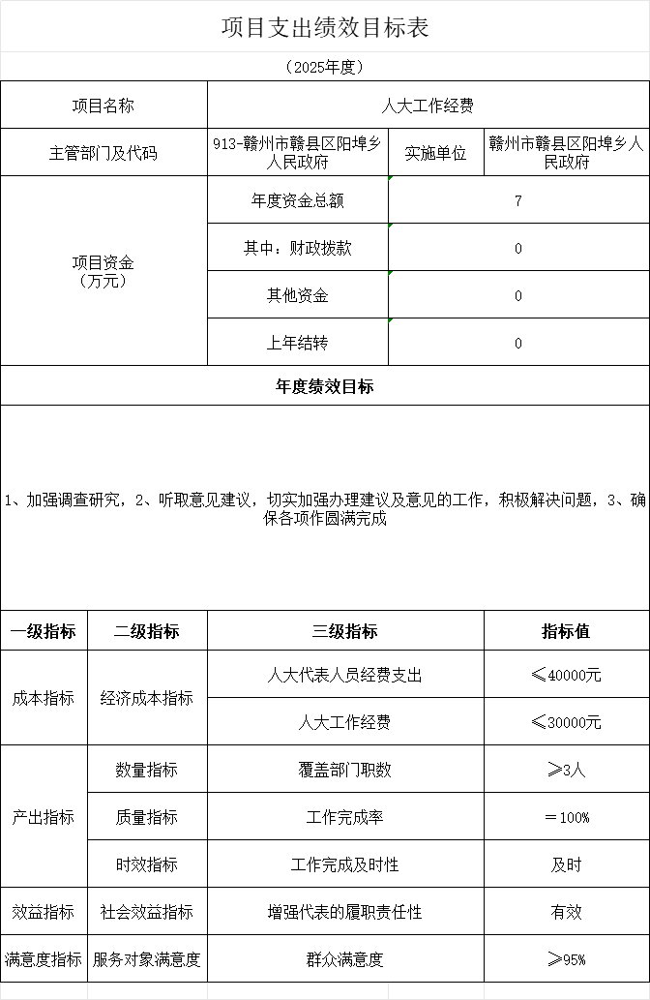 项目支出绩效目标表
（2025年度）
项目名称 人大工作经费
主管部门及代码 913-赣州市赣县区阳埠乡人民政府 实施单位 赣州市赣县区阳埠乡人民政府
项目资金
（万元）
年度资金总额 7
其中：财政拨款 0
其他资金 0
上年结转 0
年度绩效目标
1、加强调查研究，2、听取意见建议，切实加强办理建议及意见的工作，积极解决问题，3、确
保各项作圆满完成
一级指标 二级指标 三级指标 指标值
成本指标 经济成本指标 人大代表人员经费支出 ≤40000元
人大工作经费 ≤30000元
产出指标 数量指标 覆盖部门职数 ≥3人
质量指标 工作完成率 ＝100%
时效指标 工作完成及时性 及时
效益指标 社会效益指标 增强代表的履职责任性 有效
满意度指标 服务对象满意度 群众满意度 ≥95%